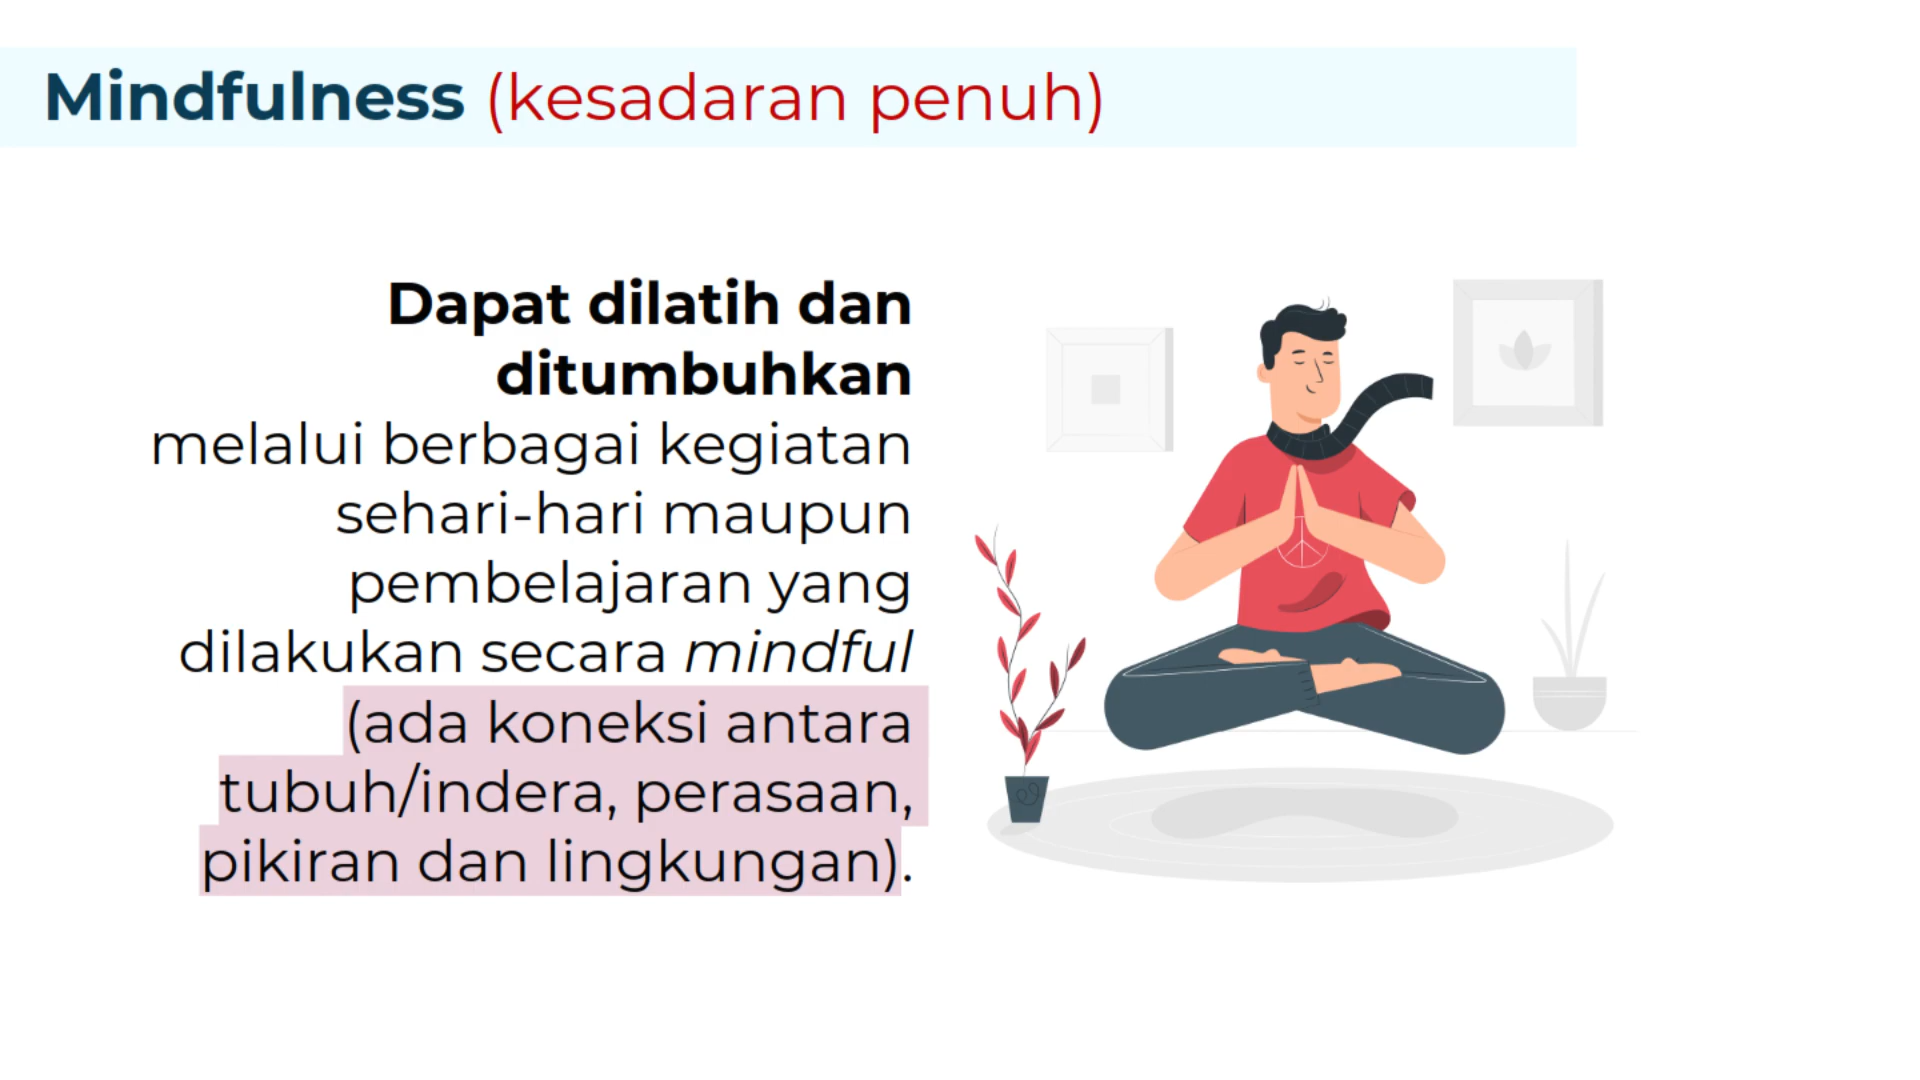 Mindfulness (kesadaran penuh)
Dapat dilatih dan
ditumbuhkan
melalui berbagai kegiatan
sehari-hari maupun
pembelajaran yang
dilakukan secara mindful
(ada koneksi antara
tubuh/indera, perasaan,
pikiran dan lingkungan).